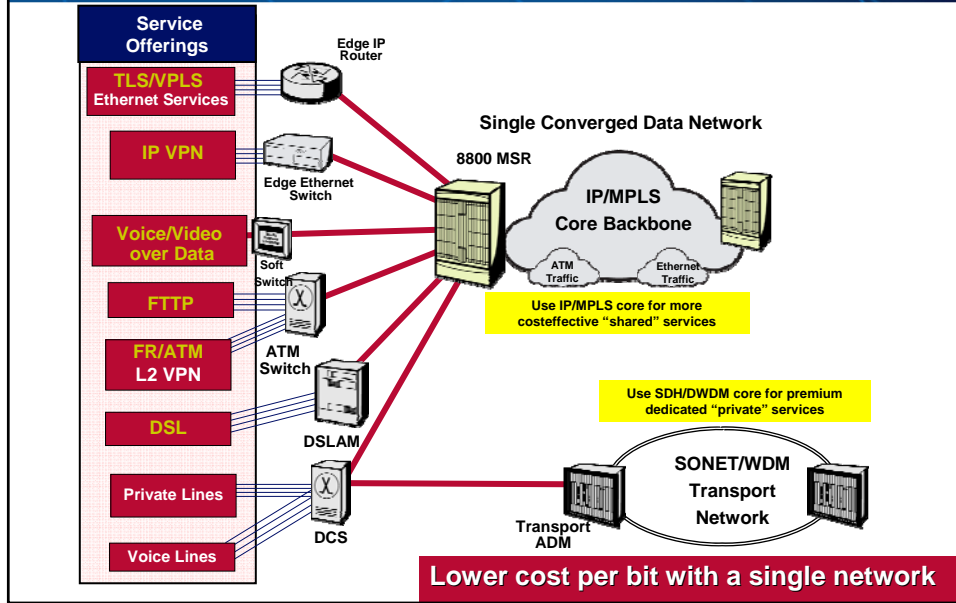 Service
Offerings
TLS/VPLS
Ethernet Services
IP VPN
Voice/Video
over Data
FTTP
FR/ATM
L2 VPN
DSL
Private Lines
Voice Lines
Edge IP
Router
Edge Ethernet
Switch
Soft
Switch
ATM
Switch
DSLAM
DCS
Single Converged Data Network
8800 MSR
IP/MPLS
Core Backbone
ATM
Traffic
Ethernet
Traffic
Use IP/MPLS core for more
costeffective “shared” services
Use SDH/DWDM core for premium
dedicated “private” services
SONET/WDM
Transport
Network
Transport
ADM
Lower cost per bit with a single network